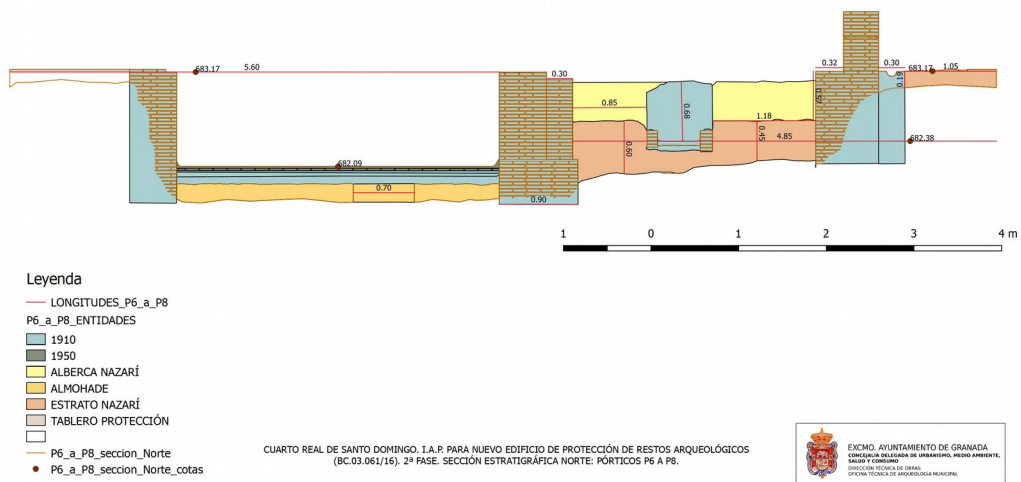 683.17
5.60
0.30
0.32
0.30
683.17
1.05
0.19
0.85
0.68
0.52
1.18
0.45
4.85
682.38
0.60
682.09
0.70
0.90
1 0 1 2 3 4 m
Leyenda
LONGITUDES_P6_a_P8
P6_a_P8_ENTIDADES
1910
1950
ALBERCA NAZARÍ
ALMOHADE
ESTRATO NAZARÍ
TABLERO PROTECCIÓN
P6_a_P8_seccion_Norte
P6_a_P8_seccion_Norte_cotas
CUARTO REAL DE SANTO DOMINGO. I.A.P. PARA NUEVO EDIFICIO DE PROTECCIÓN DE RESTOS ARQUEOLÓGICOS
(BC.03.061/16). 2ª FASE. SECCIÓN ESTRATIGRÁFICA NORTE: PÓRTICOS P6 A P8.
EXCMO. AYUNTAMIENTO DE GRANADA
CONCEJALÍA DELEGADA DE URBANISMO, MEDIO AMBIENTE,
SALUD Y CONSUMO
DIRECCIÓN TÉCNICA DE OBRAS
OFICINA TÉCNICA DE ARQUEOLOGÍA MUNICIPAL